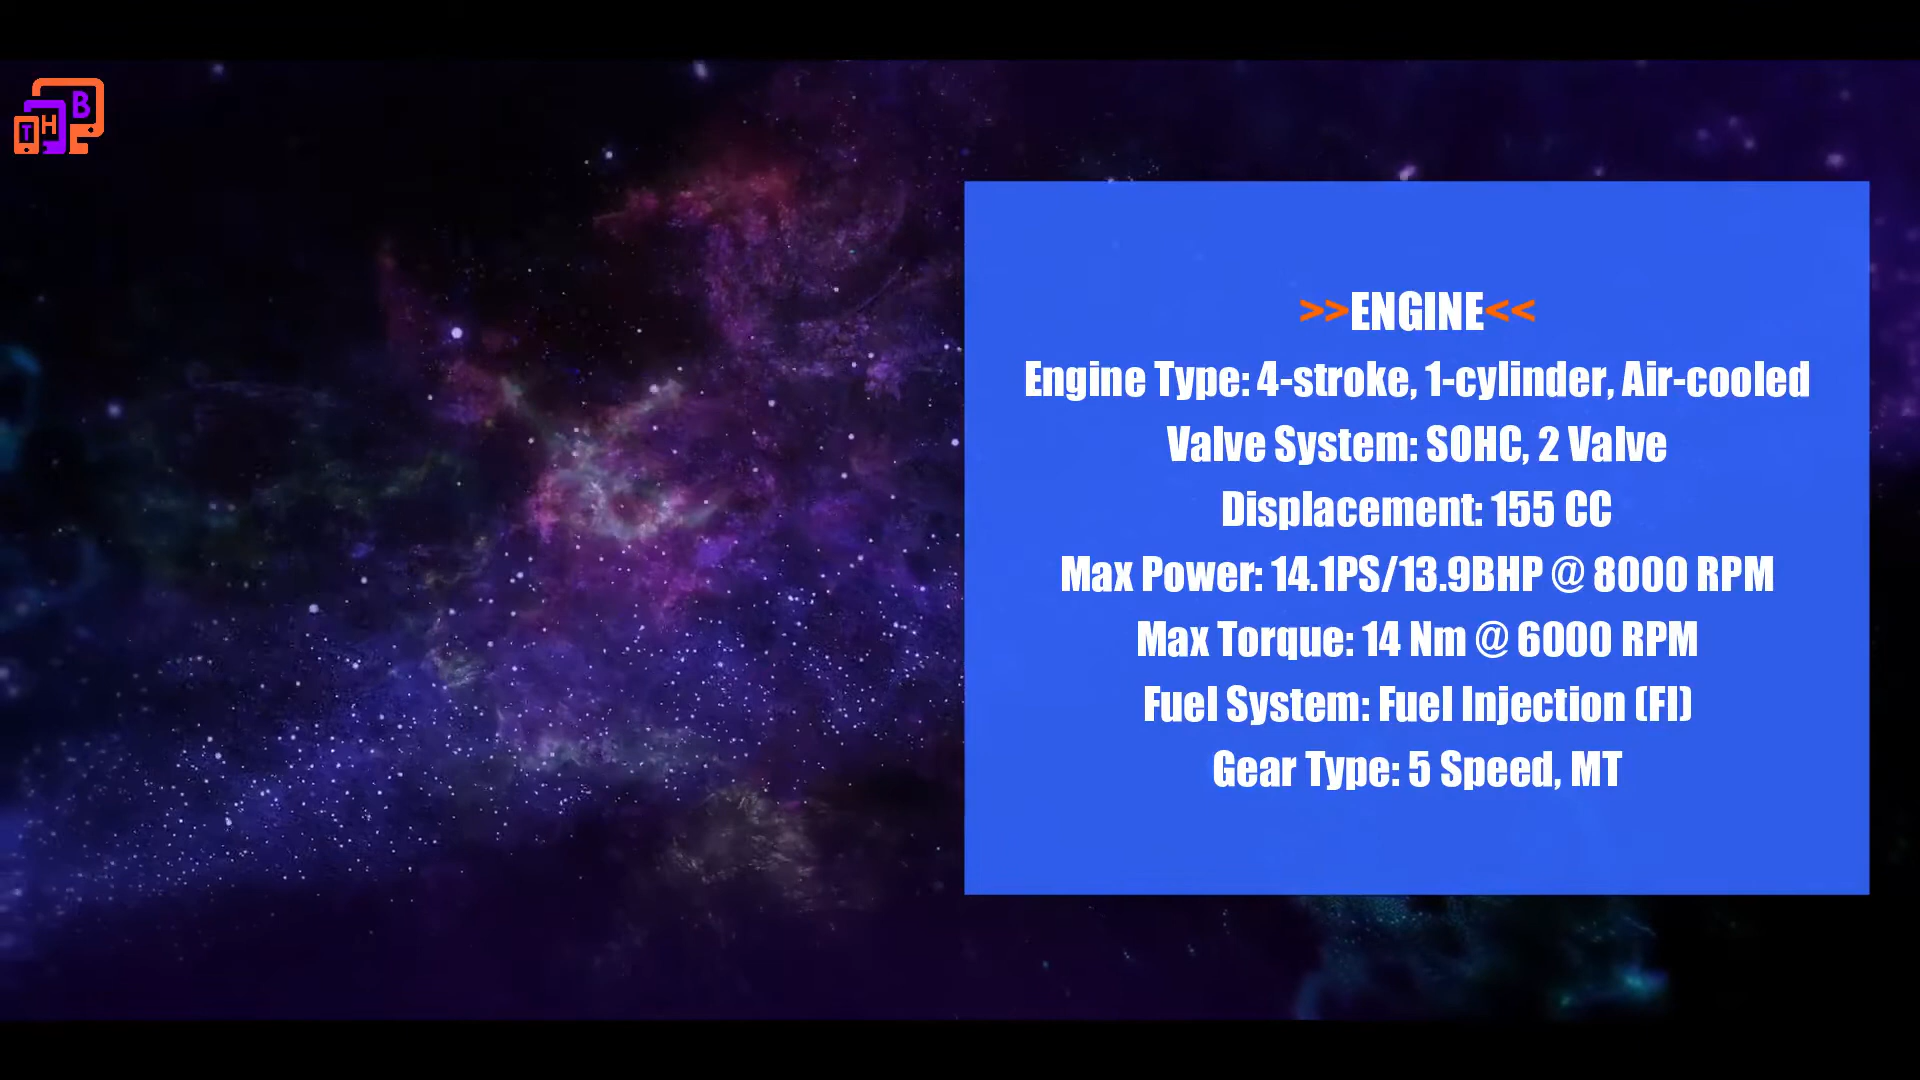 T H B
>>ENGINE<<
Engine Type: 4-stroke, 1-cylinder, Air-cooled
Valve System: SOHC, 2 Valve
Displacement: 155 CC
Max Power: 14.1PS/13.9BHP @ 8000 RPM
Max Torque: 14 Nm @ 6000 RPM
Fuel System: Fuel Injection (FI)
Gear Type: 5 Speed, MT